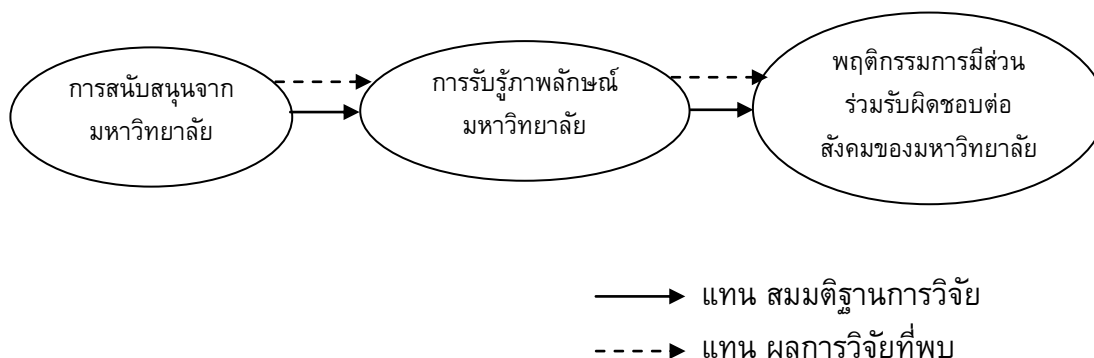 การสนับสนุนจาก
มหาวิทยาลัย
การรับรู้ภาพลักษณ์
มหาวิทยาลัย
พฤติกรรมการมีส่วน
ร่วมรับผิดชอบต่อ
สังคมของมหาวิทยาลัย
แทน สมมติฐานการวิจัย
แทน ผลการวิจัยที่พบ